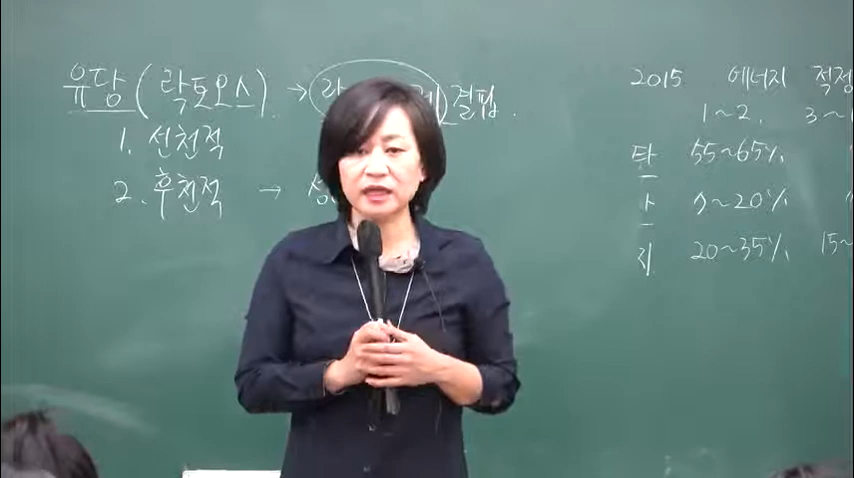 유당(락토오스) → 결핍.
1. 선천적
2. 후천적 →
2015 에너지 적정
1~2. 3~
탄 55~65%
단 7~20%
지 20~35% 15~